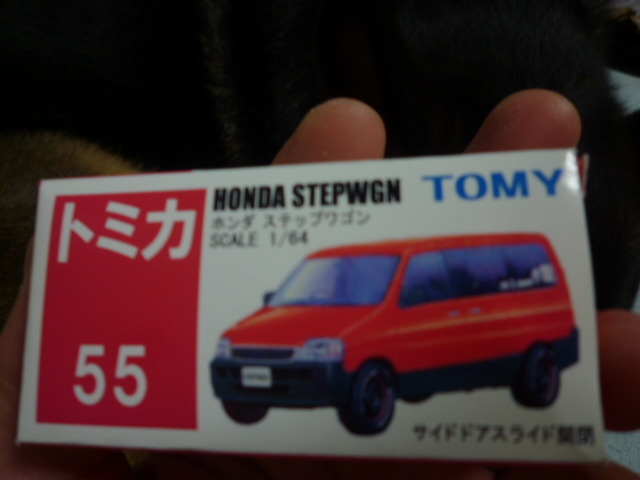 トミカ
55
HONDA STEPWGN
TOMY
ホンダ ステップワゴン
SCALE 1/64
サイドドアスライド開閉